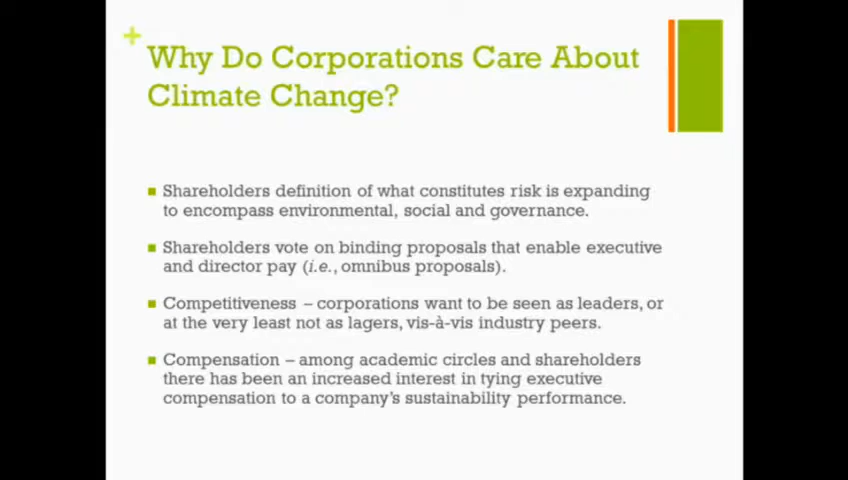 Why Do Corporations Care About
Climate Change?
Shareholders definition of what constitutes risk is expanding
to encompass environmental, social and governance.
Shareholders vote on binding proposals that enable executive
and director pay (i.e., omnibus proposals).
Competitiveness – corporations want to be seen as leaders, or
at the very least not as lagers, vis-à-vis industry peers.
Compensation – among academic circles and shareholders
there has been an increased interest in tying executive
compensation to a company's sustainability performance.